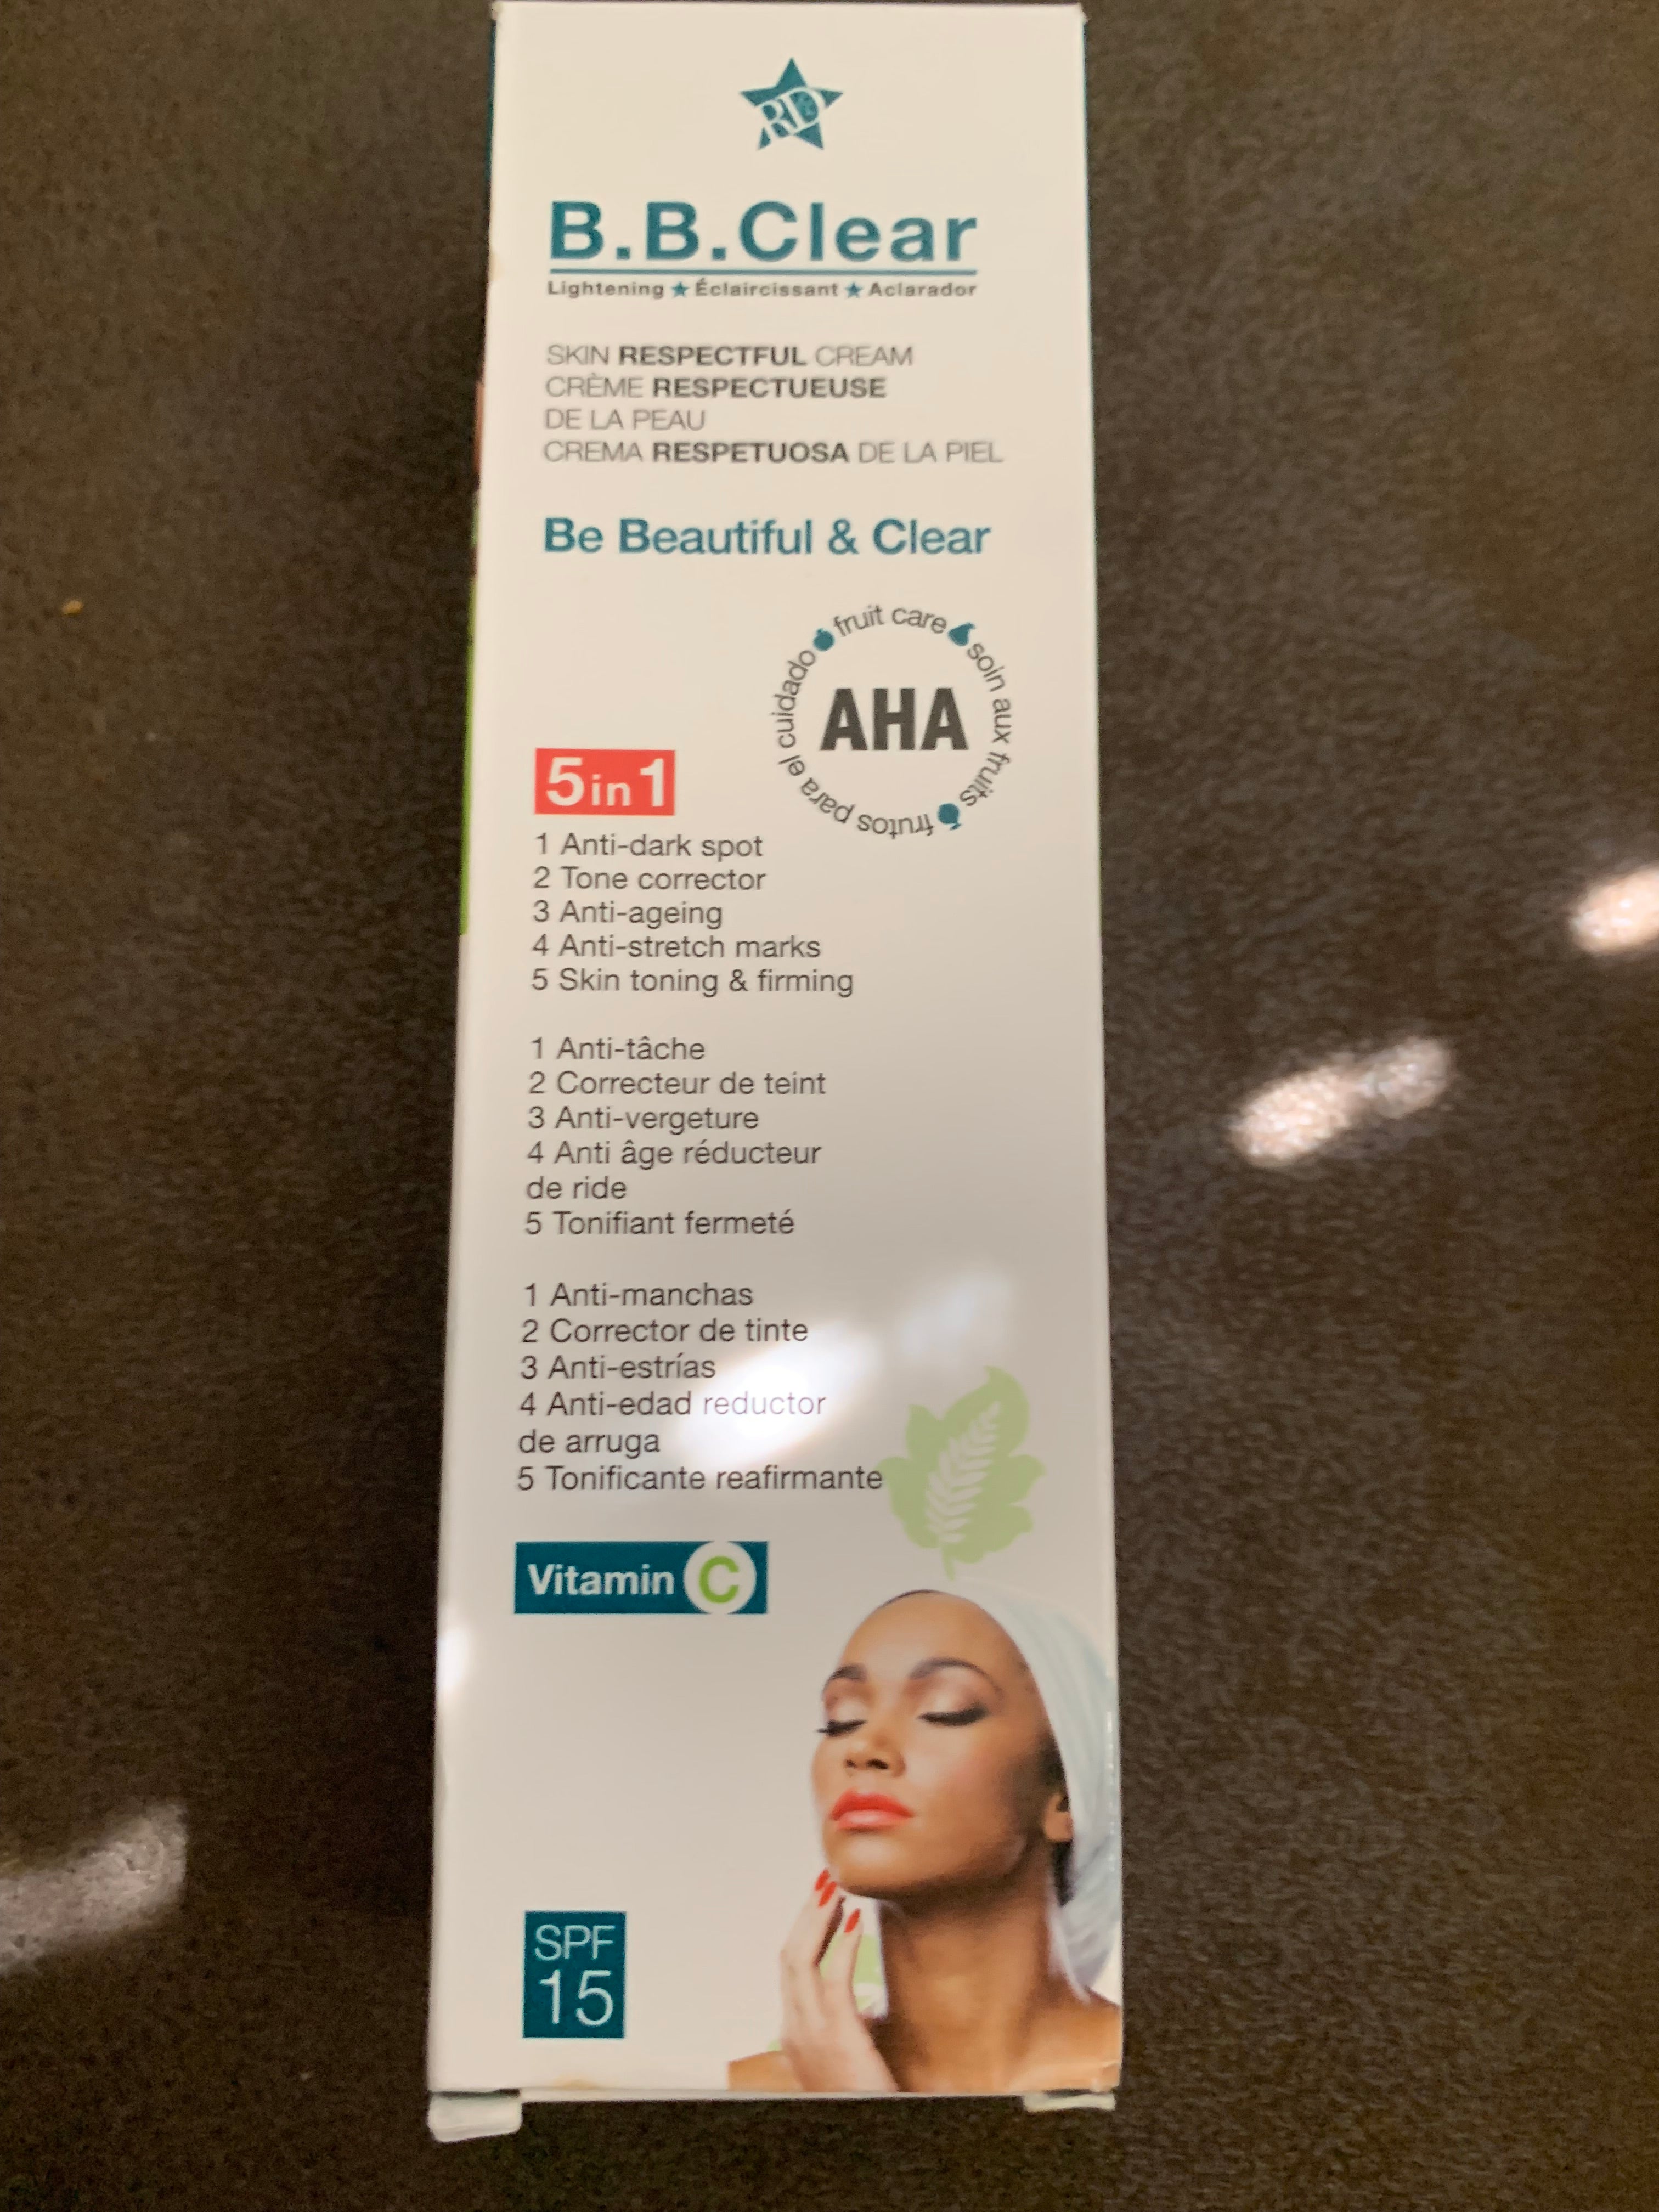 RD
B.B.Clear
Lightening ★ Éclaircissant ★ Aclarador
SKIN RESPECTFUL CREAM
CRÈME RESPECTUEUSE
DE LA PEAU
CREMA RESPETUOSA DE LA PIEL
Be Beautiful & Clear
fruit care soin aux fruits frutos para el cuidado
AHA
5in1
1 Anti-dark spot
2 Tone corrector
3 Anti-ageing
4 Anti-stretch marks
5 Skin toning & firming
1 Anti-tâche
2 Correcteur de teint
3 Anti-vergeture
4 Anti âge réducteur
de ride
5 Tonifiant fermeté
1 Anti-manchas
2 Corrector de tinte
3 Anti-estrías
4 Anti-edad reductor
de arruga
5 Tonificante reafirmante
Vitamin C
SPF
15